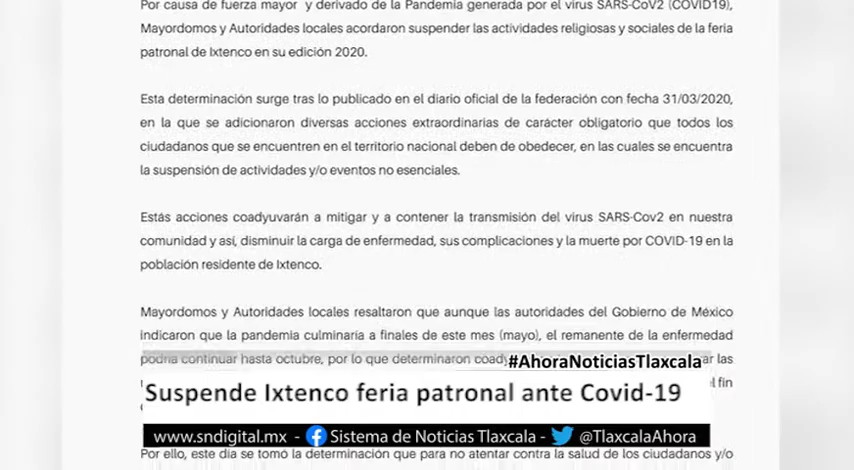 Por causa de fuerza mayor y derivado de la Pandemia generada por el virus SARS-CoV2 (COVID19),
Mayordomos y Autoridades locales acordaron suspender las actividades religiosas y sociales de la feria
patronal de Ixtenco en su edición 2020.
Esta determinación surge tras lo publicado en el diario oficial de la federación con fecha 31/03/2020,
en la que se adicionaron diversas acciones extraordinarias de carácter obligatorio que todos los
ciudadanos que se encuentren en el territorio nacional deben de obedecer, en las cuales se encuentra
la suspensión de actividades y/o eventos no esenciales.
Estás acciones coadyuvarán a mitigar y a contener la transmisión del virus SARS-Cov2 en nuestra
comunidad y así, disminuir la carga de enfermedad, sus complicaciones y la muerte por COVID-19 en la
población residente de Ixtenco.
Mayordomos y Autoridades locales resaltaron que aunque las autoridades del Gobierno de México
indicaron que la pandemia culminaría a finales de este mes (mayo), el remanente de la enfermedad
podría continuar hasta octubre, por lo que determinaron las
#AhoraNoticiasTlaxcala
fin
Suspende Ixtenco feria patronal ante Covid-19
www.sndigital.mx - Sistema de Noticias Tlaxcala - @TlaxcalaAhora
Por ello, este día se tomó la determinación que para no atentar contra la salud de los ciudadanos y/o